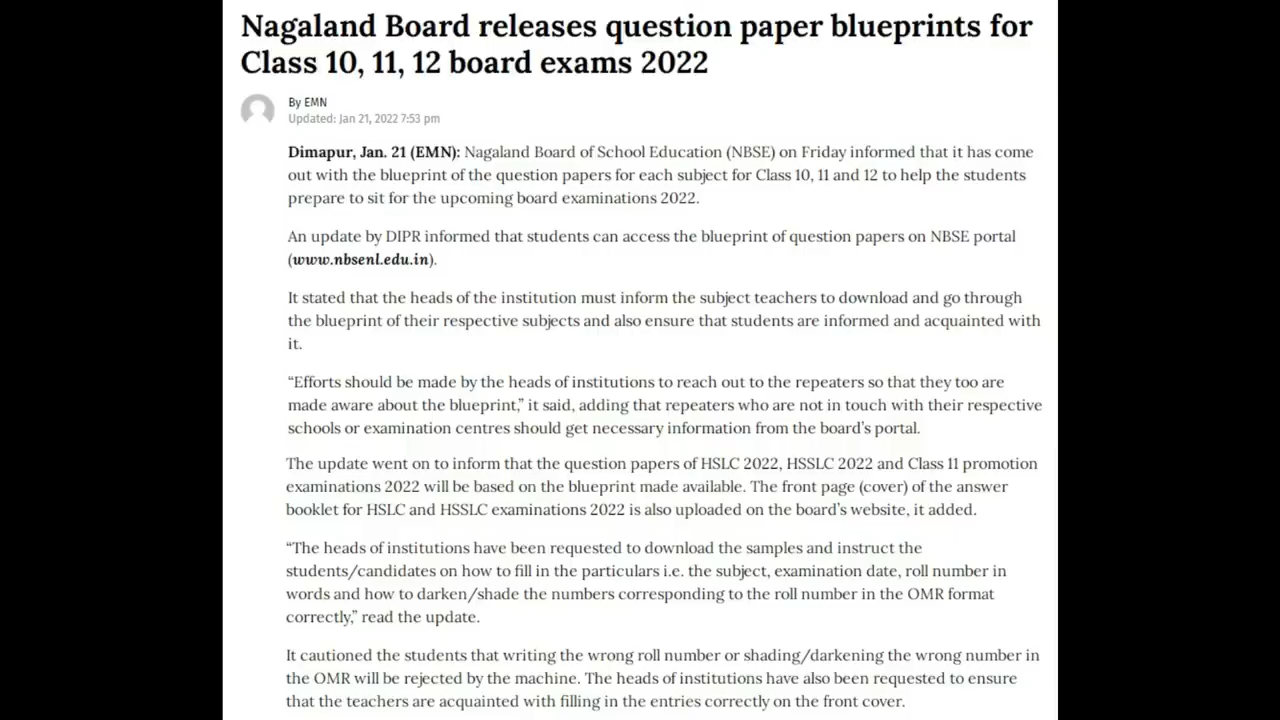 Nagaland Board releases question paper blueprints for
Class 10, 11, 12 board exams 2022
By EMN
Updated: Jan 21, 2022 7:53 pm
Dimapur, Jan. 21 (EMN): Nagaland Board of School Education (NBSE) on Friday informed that it has come
out with the blueprint of the question papers for each subject for Class 10, 11 and 12 to help the students
prepare to sit for the upcoming board examinations 2022.
An update by DIPR informed that students can access the blueprint of question papers on NBSE portal
(www.nbsenl.edu.in).
It stated that the heads of the institution must inform the subject teachers to download and go through
the blueprint of their respective subjects and also ensure that students are informed and acquainted with
it.
“Efforts should be made by the heads of institutions to reach out to the repeaters so that they too are
made aware about the blueprint,” it said, adding that repeaters who are not in touch with their respective
schools or examination centres should get necessary information from the board’s portal.
The update went on to inform that the question papers of HSLC 2022, HSSLC 2022 and Class 11 promotion
examinations 2022 will be based on the blueprint made available. The front page (cover) of the answer
booklet for HSLC and HSSLC examinations 2022 is also uploaded on the board’s website, it added.
“The heads of institutions have been requested to download the samples and instruct the
students/candidates on how to fill in the particulars i.e. the subject, examination date, roll number in
words and how to darken/shade the numbers corresponding to the roll number in the OMR format
correctly,” read the update.
It cautioned the students that writing the wrong roll number or shading/darkening the wrong number in
the OMR will be rejected by the machine. The heads of institutions have also been requested to ensure
that the teachers are acquainted with filling in the entries correctly on the front cover.